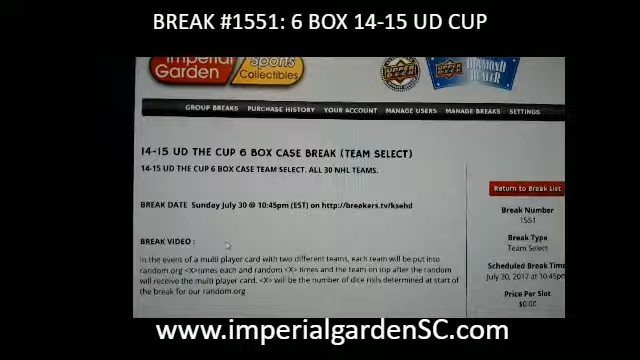 BREAK #1551: 6 BOX 14-15 UD CUP
Imperial Sports
Garden Collectibles
UPPER DECK
UPPER DECK DIAMOND DEALER
GROUP BREAKS PURCHASE HISTORY YOUR ACCOUNT MANAGE USERS MANAGE BREAKS SETTINGS
14-15 UD THE CUP 6 BOX CASE BREAK (TEAM SELECT)
14-15 UD THE CUP 6 BOX CASE TEAM SELECT. ALL 30 NHL TEAMS.
Return to Break List
BREAK DATE Sunday July 30 @ 10:45pm (EST) on http://breakers.tv/ksehd
Break Number
1551
Break Type
Team Select
BREAK VIDEO :
In the event of a multi player card with two different teams, each team will be put into
random.org <X>times each and random <X> times and the team on top after the random
will receive the multi player card. <X> will be the number of dice rolls determined at start of
the break for our random.org
Scheduled Break Time
July 30, 2017 at 10:45pm
Price Per Slot
$0.00
www.imperialgardenSC.com